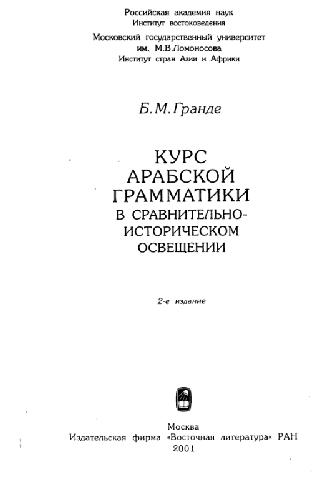 Российская академия наук
Институт востоковедения
Московский государственный университет
им. М.В.Ломоносова
Институт стран Азии и Африки
Б.М.Гранде
КУРС
АРАБСКОЙ
ГРАММАТИКИ
В СРАВНИТЕЛЬНО-
ИСТОРИЧЕСКОМ
ОСВЕЩЕНИИ
2-е издание
Москва
Издательская фирма «Восточная литература» РАН
2001